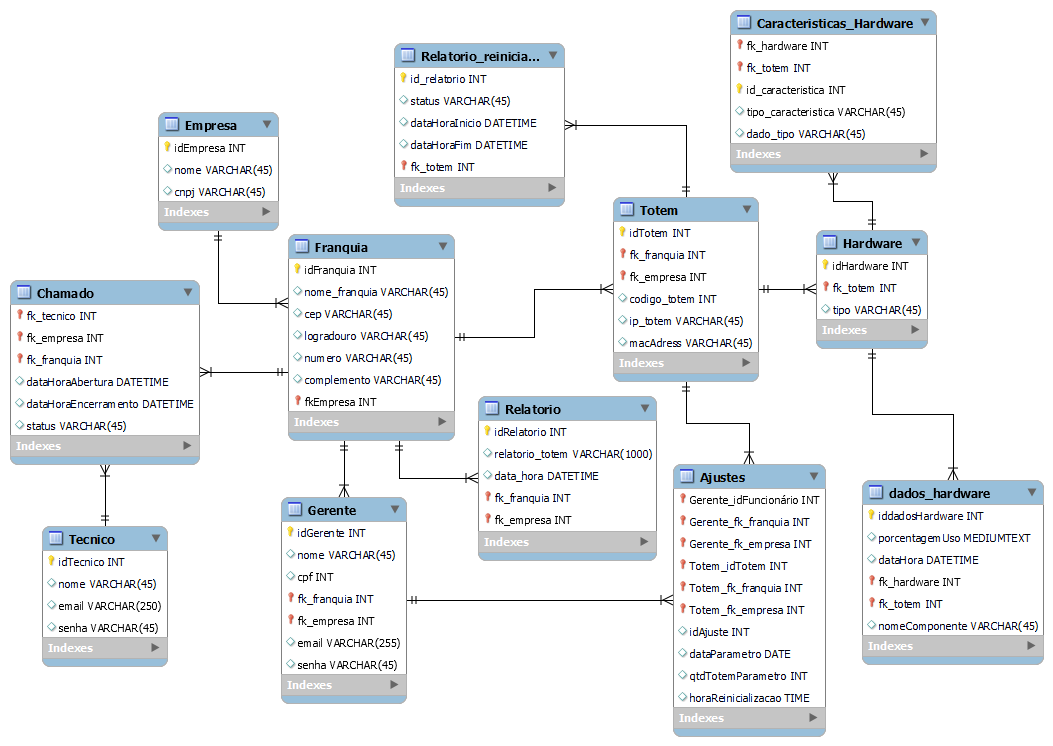 Caracteristicas_Hardware
fk_hardware INT
fk_totem INT
id_caracteristica INT
tipo_caracteristica VARCHAR(45)
dado_tipo VARCHAR(45)
Indexes
Relatorio_reinicia...
id_relatorio INT
status VARCHAR(45)
dataHoraInicio DATETIME
dataHoraFim DATETIME
fk_totem INT
Indexes
Empresa
idEmpresa INT
nome VARCHAR(45)
cnpj VARCHAR(45)
Indexes
Totem
idTotem INT
fk_franquia INT
fk_empresa INT
codigo_totem INT
ip_totem VARCHAR(45)
macAdress VARCHAR(45)
Indexes
Hardware
idHardware INT
fk_totem INT
tipo VARCHAR(45)
Indexes
Franquia
idFranquia INT
nome_franquia VARCHAR(45)
cep VARCHAR(45)
logradouro VARCHAR(45)
numero VARCHAR(45)
complemento VARCHAR(45)
fkEmpresa INT
Indexes
Chamado
fk_tecnico INT
fk_empresa INT
fk_franquia INT
dataHoraAbertura DATETIME
dataHoraEncerramento DATETIME
status VARCHAR(45)
Indexes
Relatorio
idRelatorio INT
relatorio_totem VARCHAR(1000)
data_hora DATETIME
fk_franquia INT
fk_empresa INT
Indexes
Ajustes
Gerente_idFuncionário INT
Gerente_fk_franquia INT
Gerente_fk_empresa INT
Totem_idTotem INT
Totem_fk_franquia INT
Totem_fk_empresa INT
idAjuste INT
dataParametro DATE
qtdTotemParametro INT
horaReinicializacao TIME
Indexes
dados_hardware
iddadosHardware INT
porcentagemUso MEDIUMTEXT
dataHora DATETIME
fk_hardware INT
fk_totem INT
nomeComponente VARCHAR(45)
Indexes
Gerente
idGerente INT
nome VARCHAR(45)
cpf INT
fk_franquia INT
fk_empresa INT
email VARCHAR(255)
senha VARCHAR(45)
Indexes
Tecnico
idTecnico INT
nome VARCHAR(45)
email VARCHAR(250)
senha VARCHAR(45)
Indexes